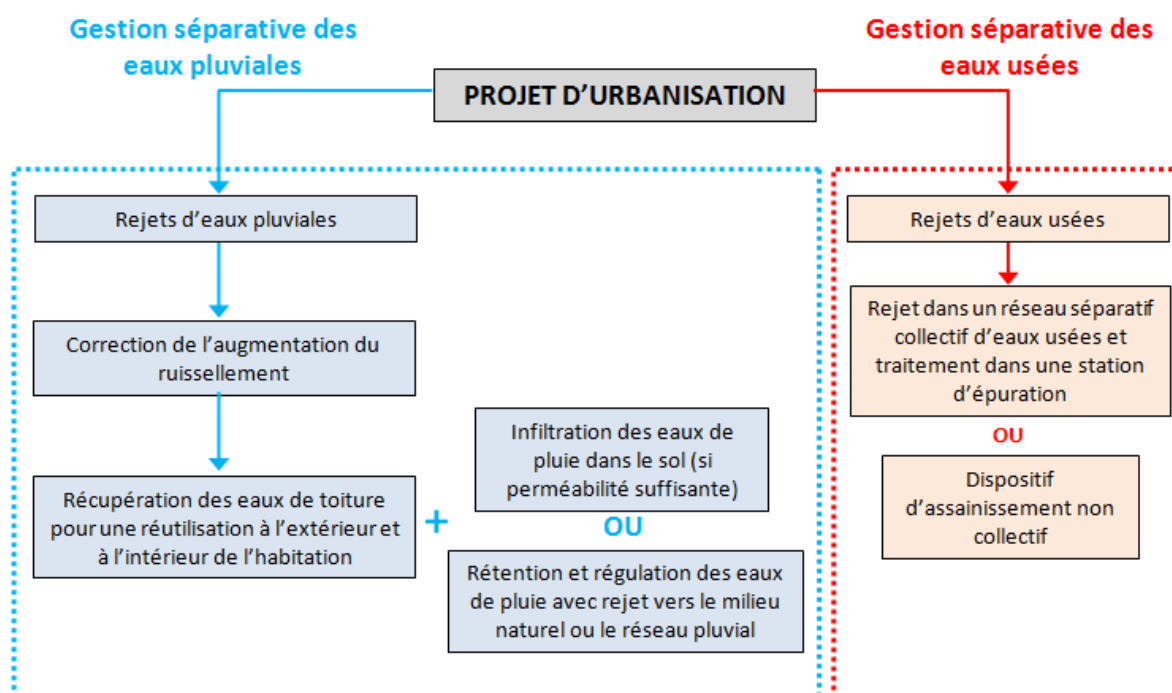 Gestion séparative des
eaux pluviales
Gestion séparative des
eaux usées
PROJET D'URBANISATION
Rejets d'eaux pluviales
Correction de l'augmentation du
ruissellement
Récupération des eaux de toiture
pour une réutilisation à l'extérieur et
à l'intérieur de l'habitation
+
Infiltration des eaux de
pluie dans le sol (si
perméabilité suffisante)
OU
Rétention et régulation des eaux
de pluie avec rejet vers le milieu
naturel ou le réseau pluvial
Rejets d'eaux usées
Rejet dans un réseau séparatif
collectif d'eaux usées et
traitement dans une station
d'épuration
OU
Dispositif
d'assainissement non
collectif